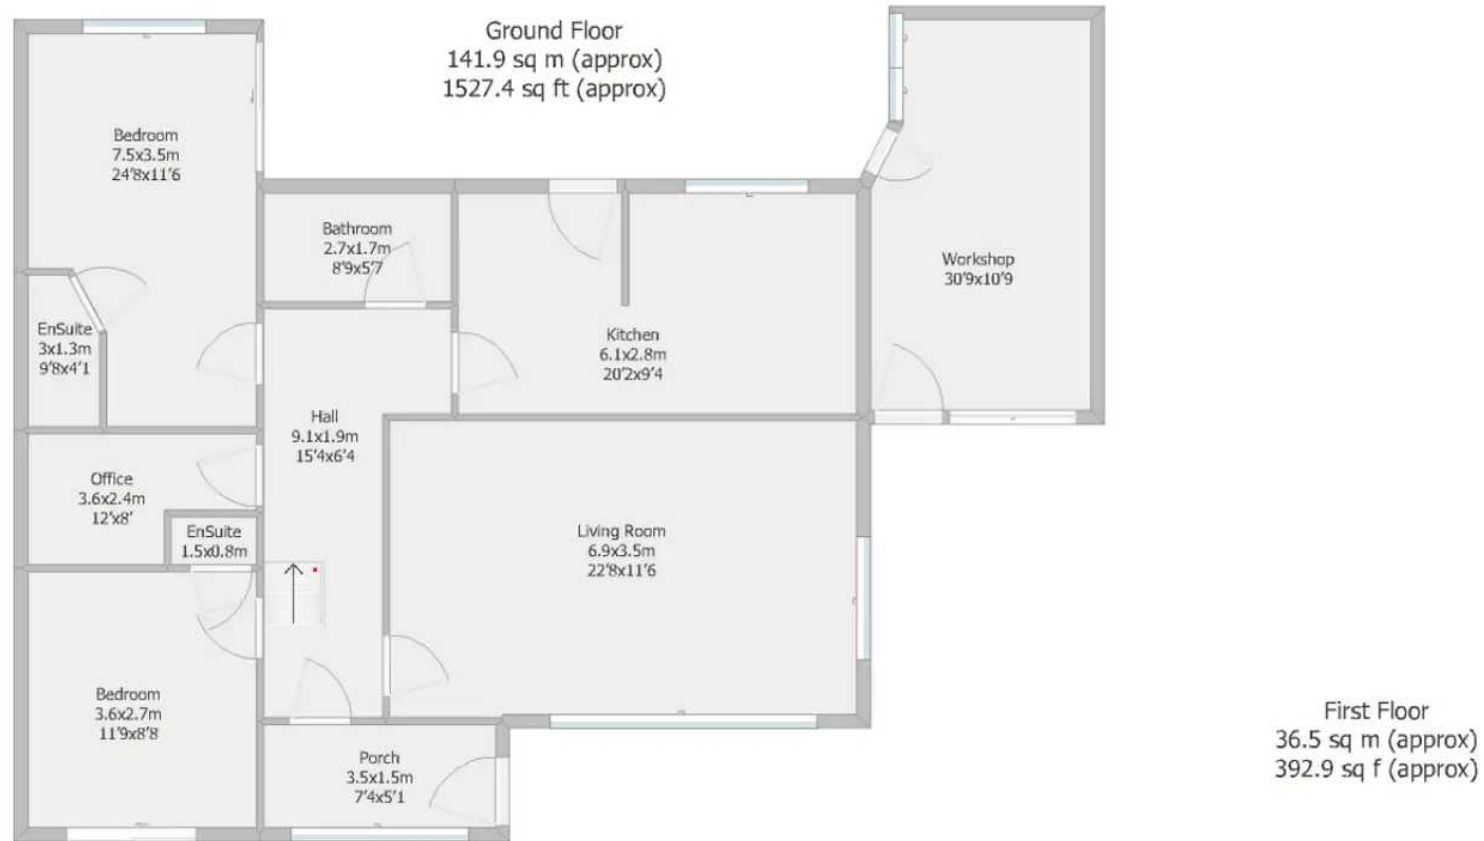 Ground Floor
141.9 sq m (approx)
1527.4 sq ft (approx)
Bedroom
7.5x3.5m
24'8x11'6
Bathroom
2.7x1.7m
8'9x5'7
Workshop
30'9x10'9
EnSuite
3x1.3m
9'8x4'1
Kitchen
6.1x2.8m
20'2x9'4
Hall
9.1x1.9m
15'4x6'4
Office
3.6x2.4m
12'x8'
EnSuite
1.5x0.8m
Living Room
6.9x3.5m
22'8x11'6
Bedroom
3.6x2.7m
11'9x8'8
Porch
3.5x1.5m
7'4x5'1
First Floor
36.5 sq m (approx)
392.9 sq f (approx)